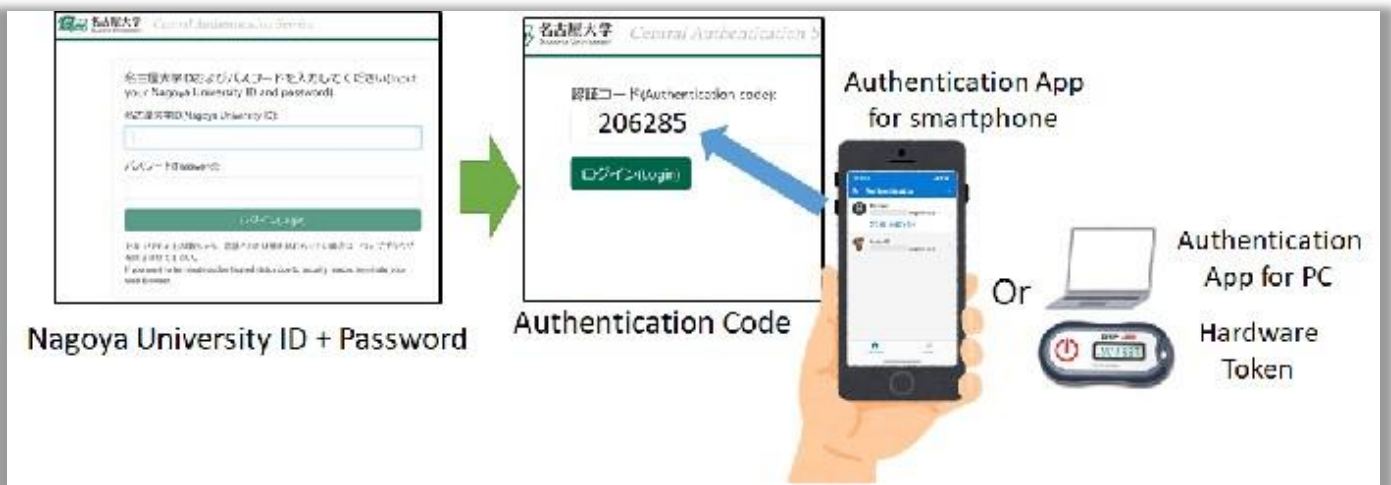 名古屋大学 Central Authentication Service
Nagoya University
名古屋大学IDおよびパスワードを入力してください(Input
your Nagoya University ID and password)
名古屋大学ID(Nagoya University ID):
パスワード(Password):
ログイン(Login)
Nagoya University ID + Password
名古屋大学 Central Authentication S
Nagoya University
認証コード(Authentication code):
206285
ログイン(Login)
Authentication Code
Authentication App
for smartphone
Or
Authentication
App for PC
Hardware
Token